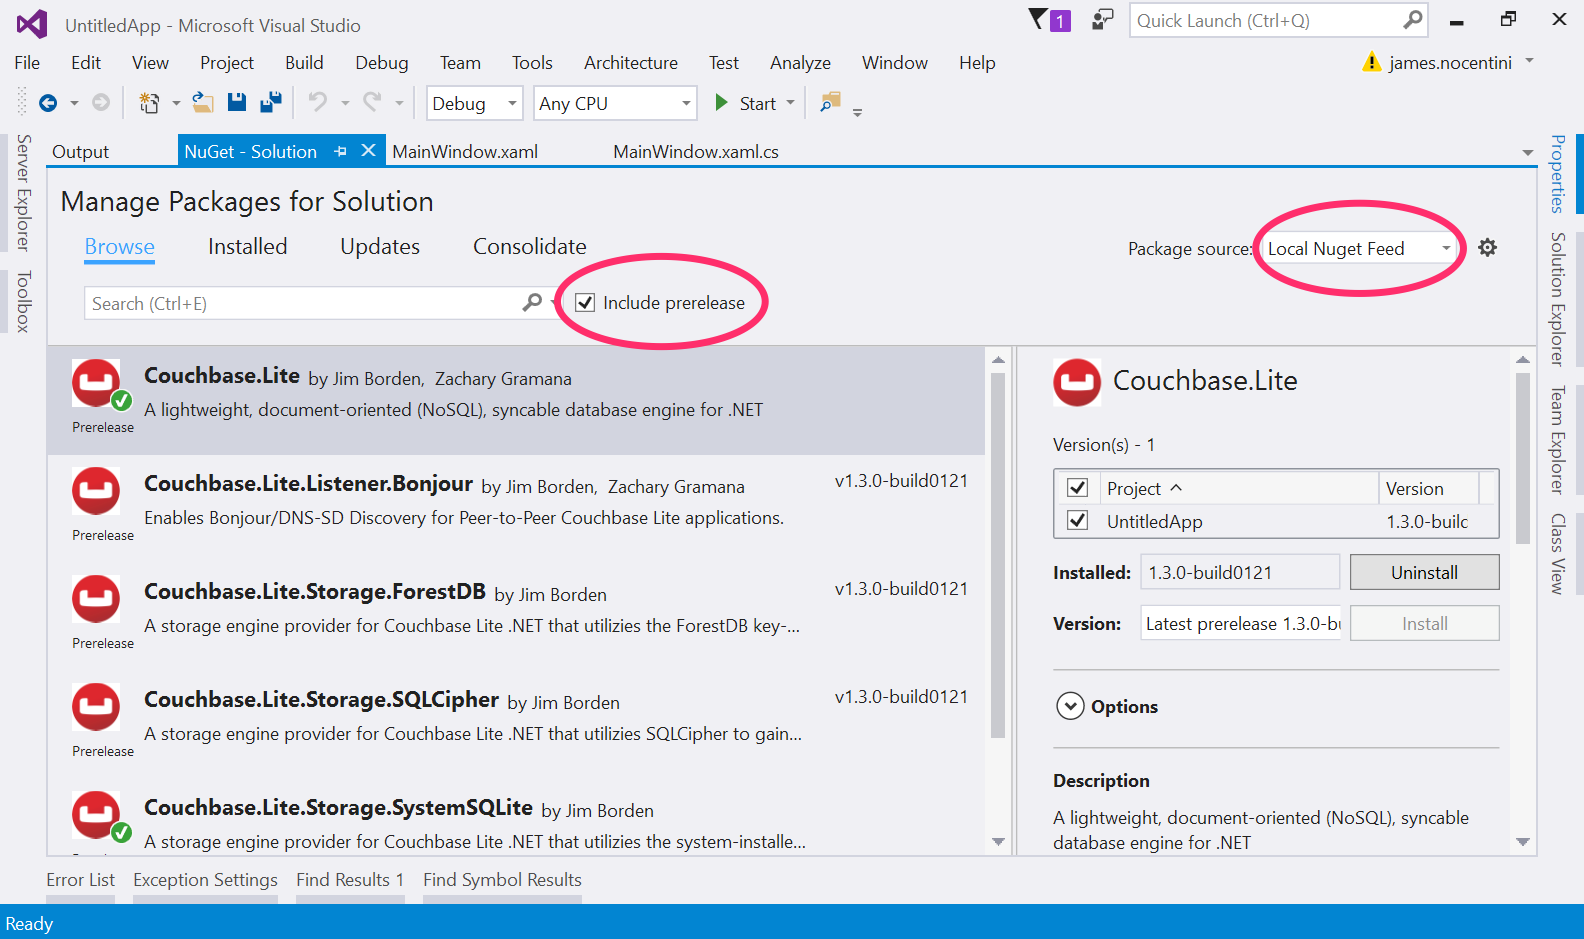 UntitledApp - Microsoft Visual Studio
1
Quick Launch (Ctrl+Q)
File Edit View Project Build Debug Team Tools Architecture Test Analyze Window Help
james.nocentini
Debug Any CPU Start
Server Explorer
Toolbox
Output NuGet - Solution MainWindow.xaml MainWindow.xaml.cs
Manage Packages for Solution
Browse Installed Updates Consolidate
Package source: Local Nuget Feed
Search (Ctrl+E) Include prerelease
Couchbase.Lite by Jim Borden, Zachary Gramana
A lightweight, document-oriented (NoSQL), syncable database engine for .NET
Prerelease
Couchbase.Lite.Listener.Bonjour by Jim Borden, Zachary Gramana v1.3.0-build0121
Enables Bonjour/DNS-SD Discovery for Peer-to-Peer Couchbase Lite applications.
Prerelease
Couchbase.Lite.Storage.ForestDB by Jim Borden v1.3.0-build0121
A storage engine provider for Couchbase Lite .NET that utilizies the ForestDB key-...
Prerelease
Couchbase.Lite.Storage.SQLCipher by Jim Borden v1.3.0-build0121
A storage engine provider for Couchbase Lite .NET that utilizies SQLCipher to gain...
Prerelease
Couchbase.Lite.Storage.SystemSQLite by Jim Borden
A storage engine provider for Couchbase Lite .NET that utilizies the system-installe...
Couchbase.Lite
Version(s) - 1
Project Version
UntitledApp 1.3.0-builc
Installed: 1.3.0-build0121 Uninstall
Version: Latest prerelease 1.3.0-bu Install
Options
Description
A lightweight, document-oriented (NoSQL), syncable
database engine for .NET
Properties
Solution Explorer
Team Explorer
Class View
Error List Exception Settings Find Results 1 Find Symbol Results
Ready